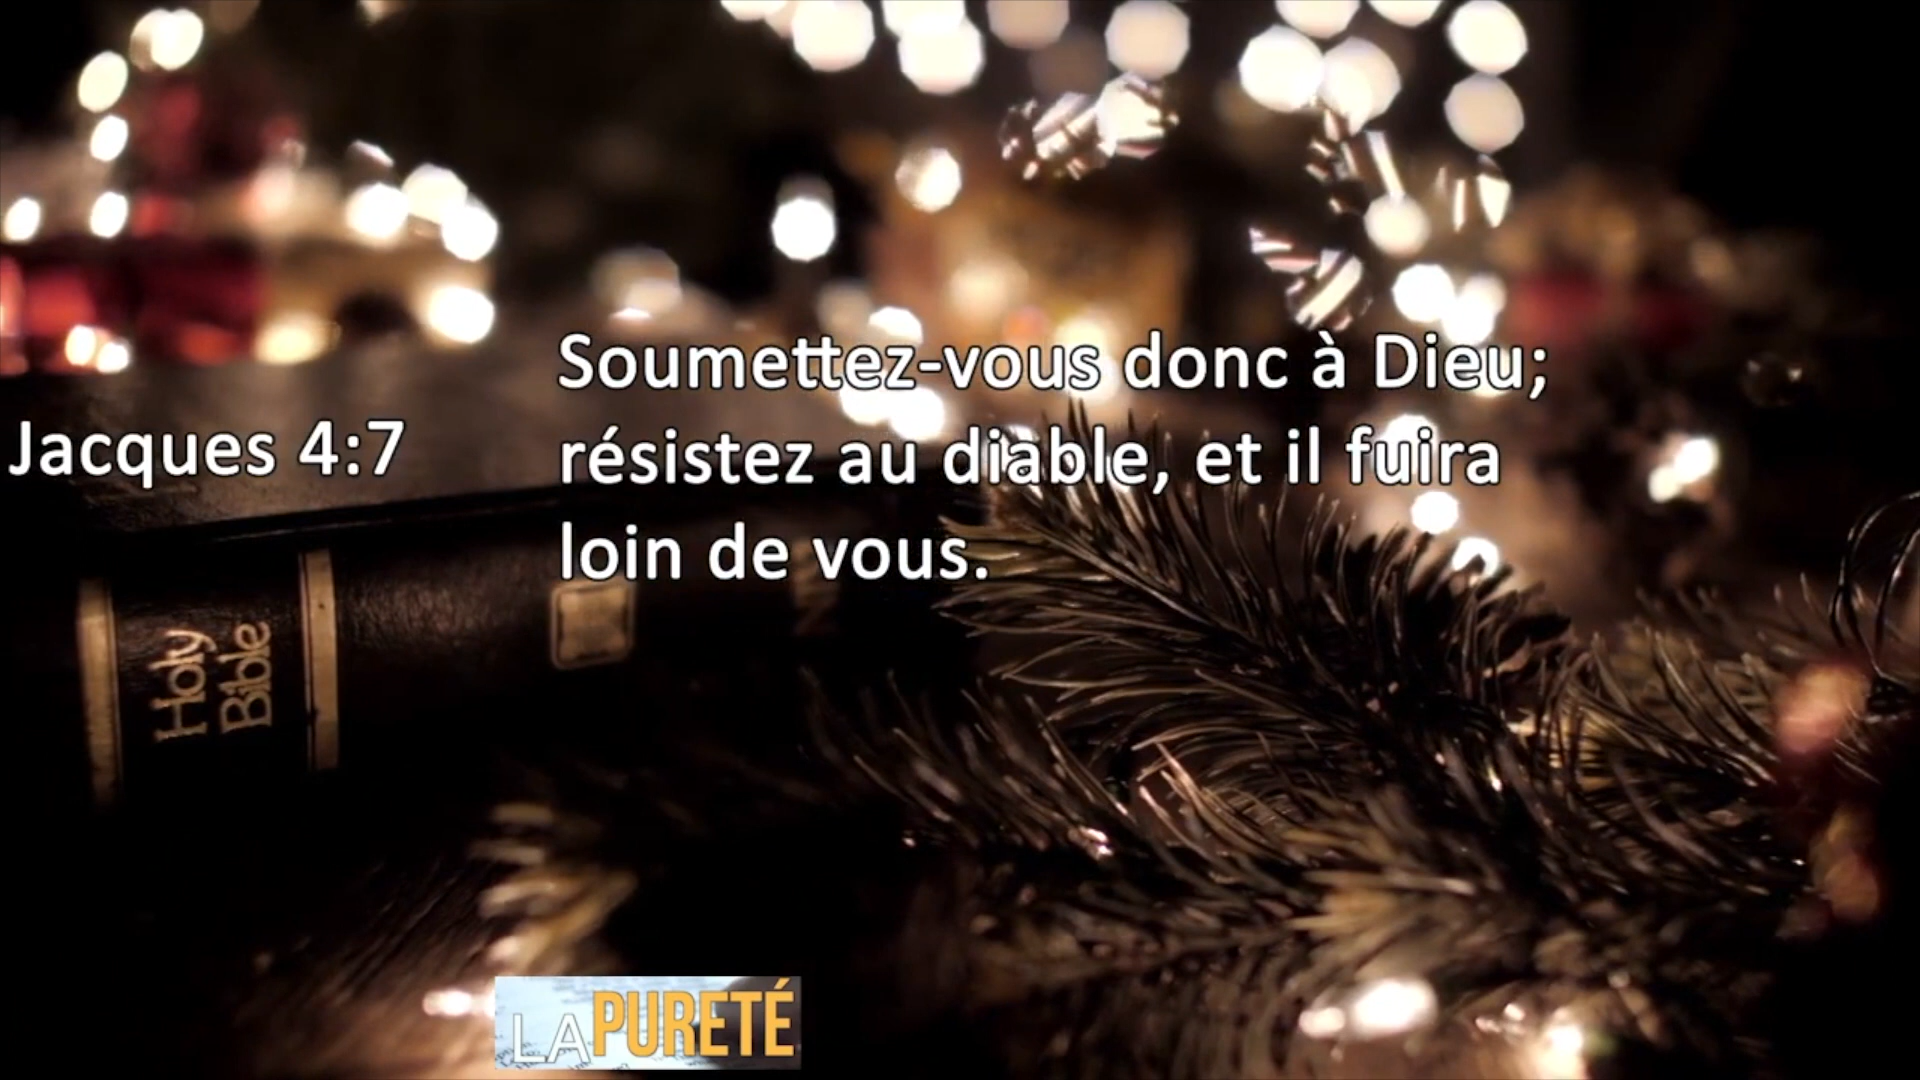 Jacques 4:7
Soumettez-vous donc à Dieu;
résistez au diable, et il fuira
loin de vous.
Holy
Bible
LA PURETÉ